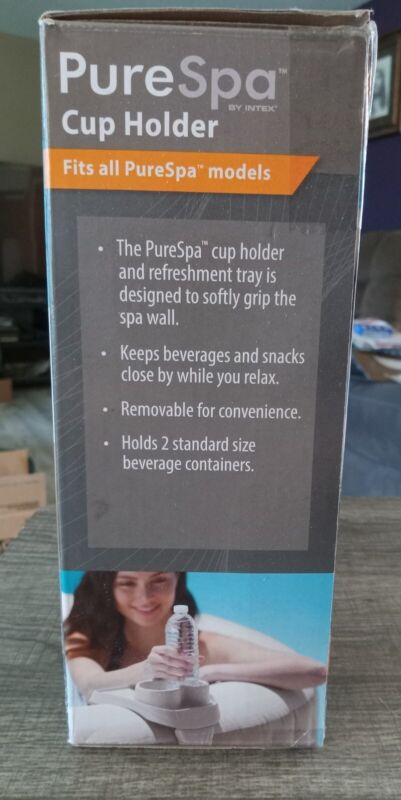 PureSpa™
BY INTEX®
Cup Holder
Fits all PureSpa™ models
• The PureSpa™ cup holder
and refreshment tray is
designed to softly grip the
spa wall.
• Keeps beverages and snacks
close by while you relax.
• Removable for convenience.
• Holds 2 standard size
beverage containers.